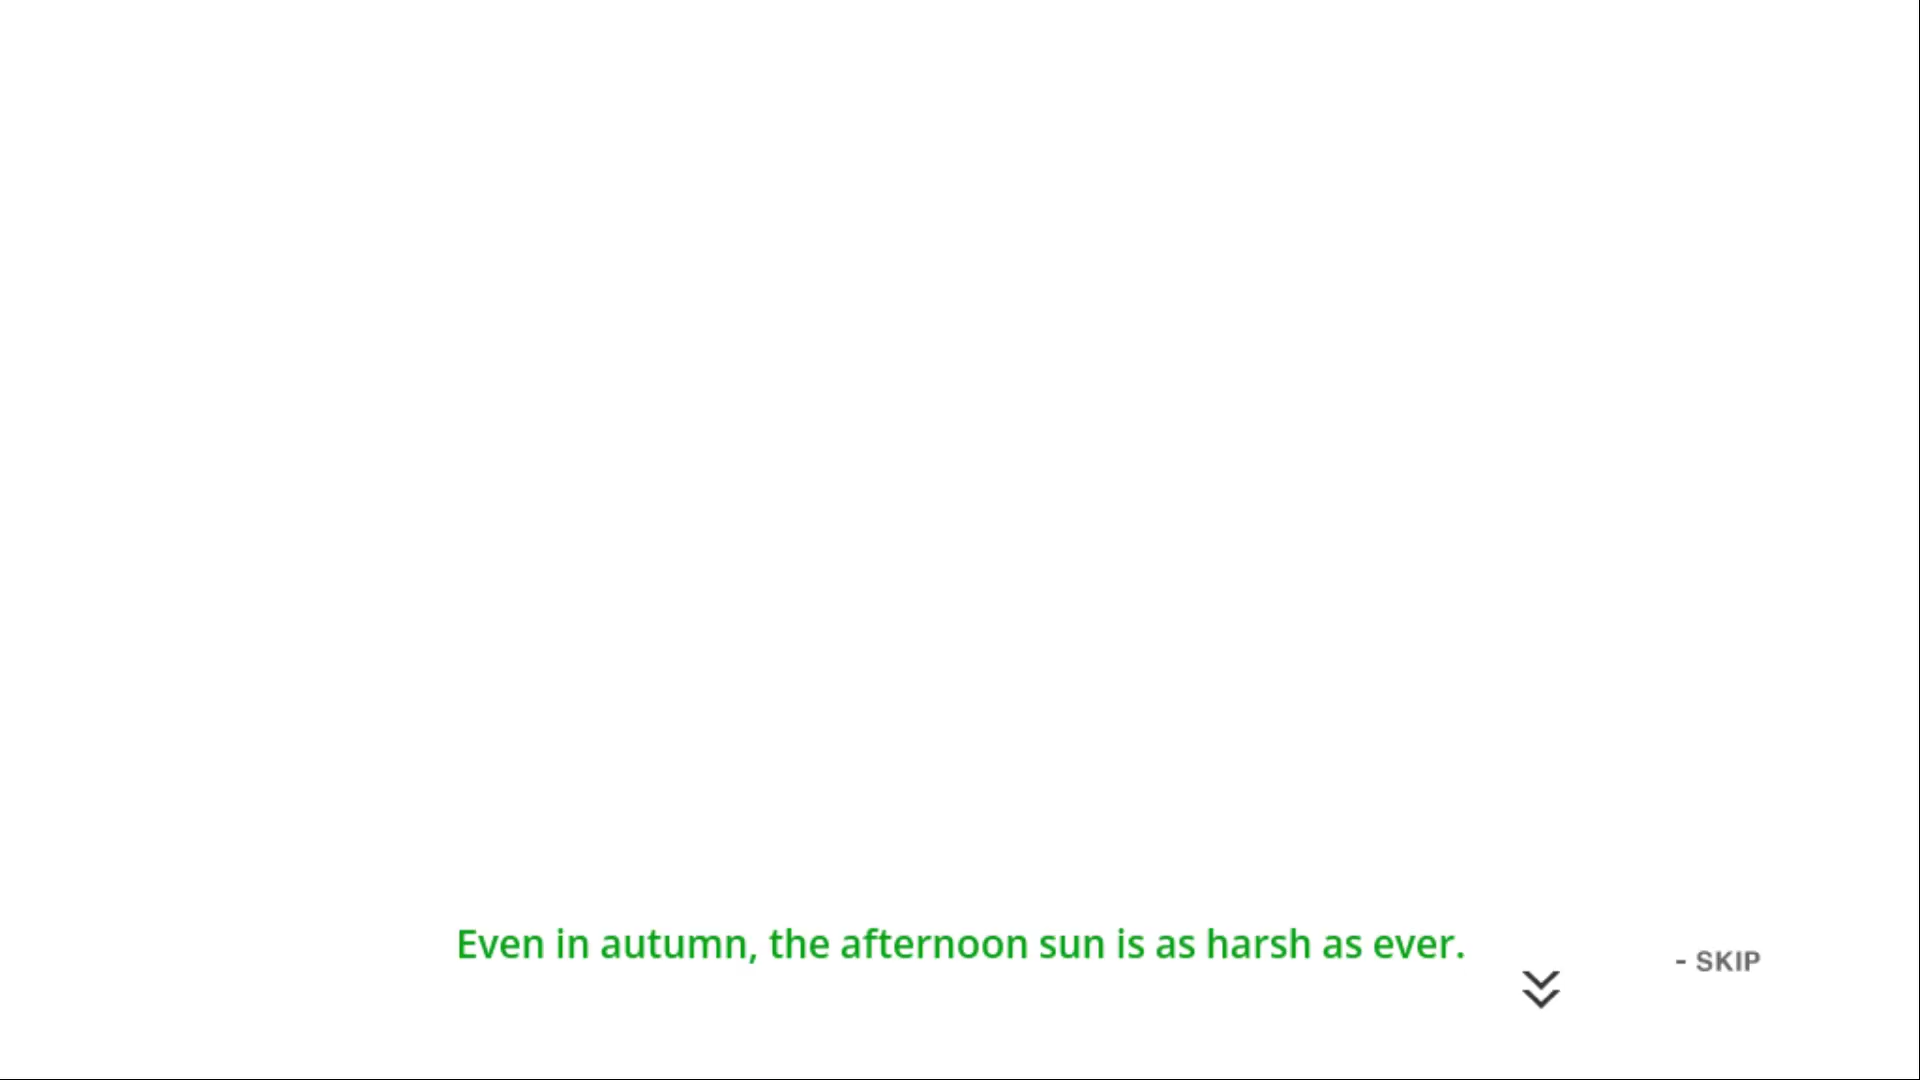 Even in autumn, the afternoon sun is as harsh as ever.
- SKIP